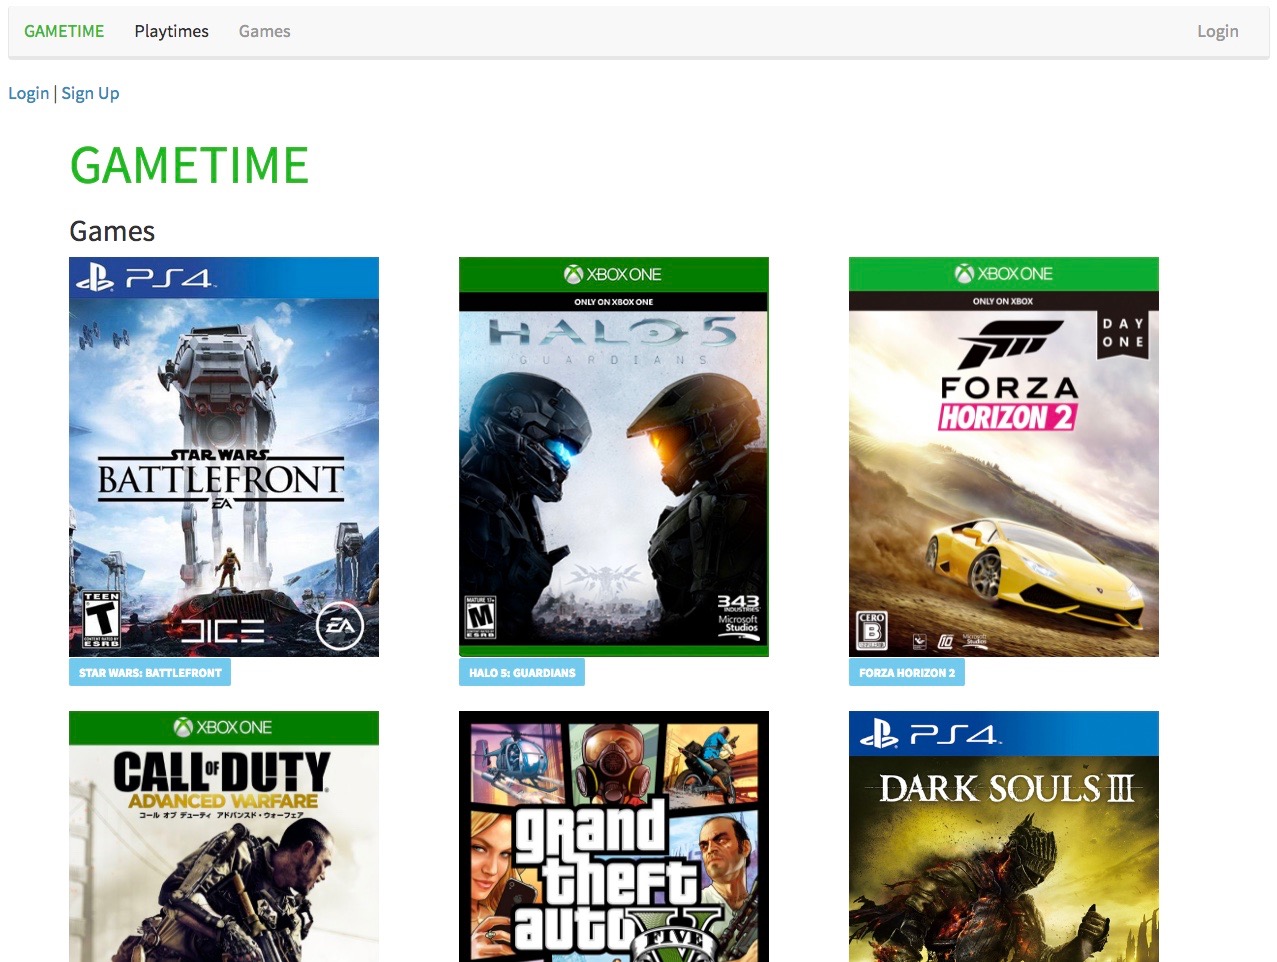 GAMETIME Playtimes Games Login
Login | Sign Up
GAMETIME
Games
PS4
STAR WARS
BATTLEFRONT
EA
TEEN
T
CONTENT RATED BY
ESRB
DICE
EA
STAR WARS: BATTLEFRONT
XBOX ONE
ONLY ON XBOX ONE
HALO 5
GUARDIANS
MATURE 17+
M
ESRB
343
INDUSTRIES
Microsoft
Studios
HALO 5: GUARDIANS
XBOX ONE
ONLY ON XBOX
DAY
ONE
FORZA
HORIZON 2
CERO
B
Microsoft
Studios
FORZA HORIZON 2
XBOX ONE
CALL OF DUTY
ADVANCED WARFARE
コール オブ デューティ アドバンスド・ウォーフェア
grand
theft
auto
V
FIVE
PS4
DARK SOULS III